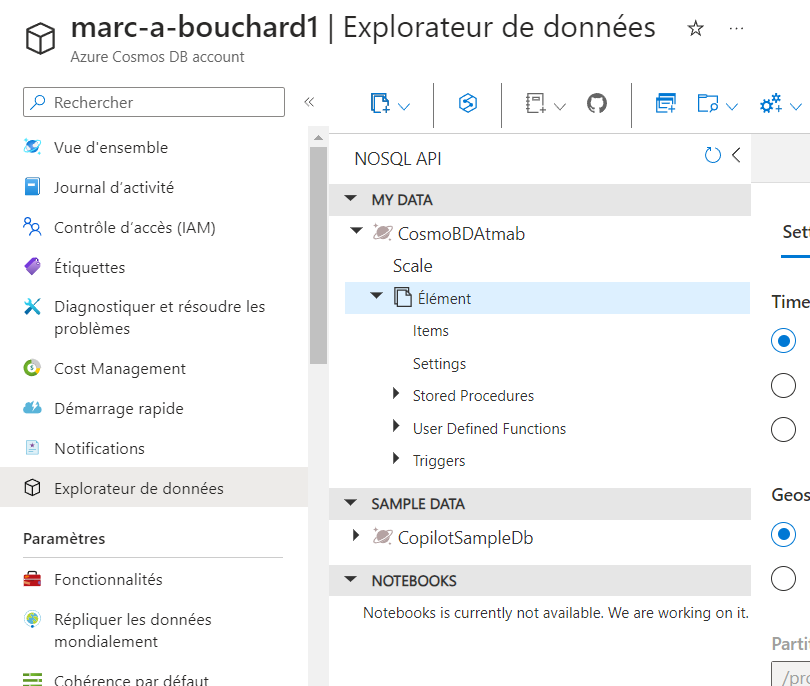 marc-a-bouchard1 | Explorateur de données
Azure Cosmos DB account
Rechercher
Vue d'ensemble
Journal d'activité
Contrôle d'accès (IAM)
Étiquettes
Diagnostiquer et résoudre les
problèmes
Cost Management
Démarrage rapide
Notifications
Explorateur de données
Paramètres
Fonctionnalités
Répliquer les données
mondialement
Cohérence par défaut
NOSQL API
MY DATA
CosmoBDAtmab
Scale
Élément
Items
Settings
Stored Procedures
User Defined Functions
Triggers
SAMPLE DATA
CopilotSampleDb
NOTEBOOKS
Notebooks is currently not available. We are working on it.
Set
Time
Geos
Parti
/pro